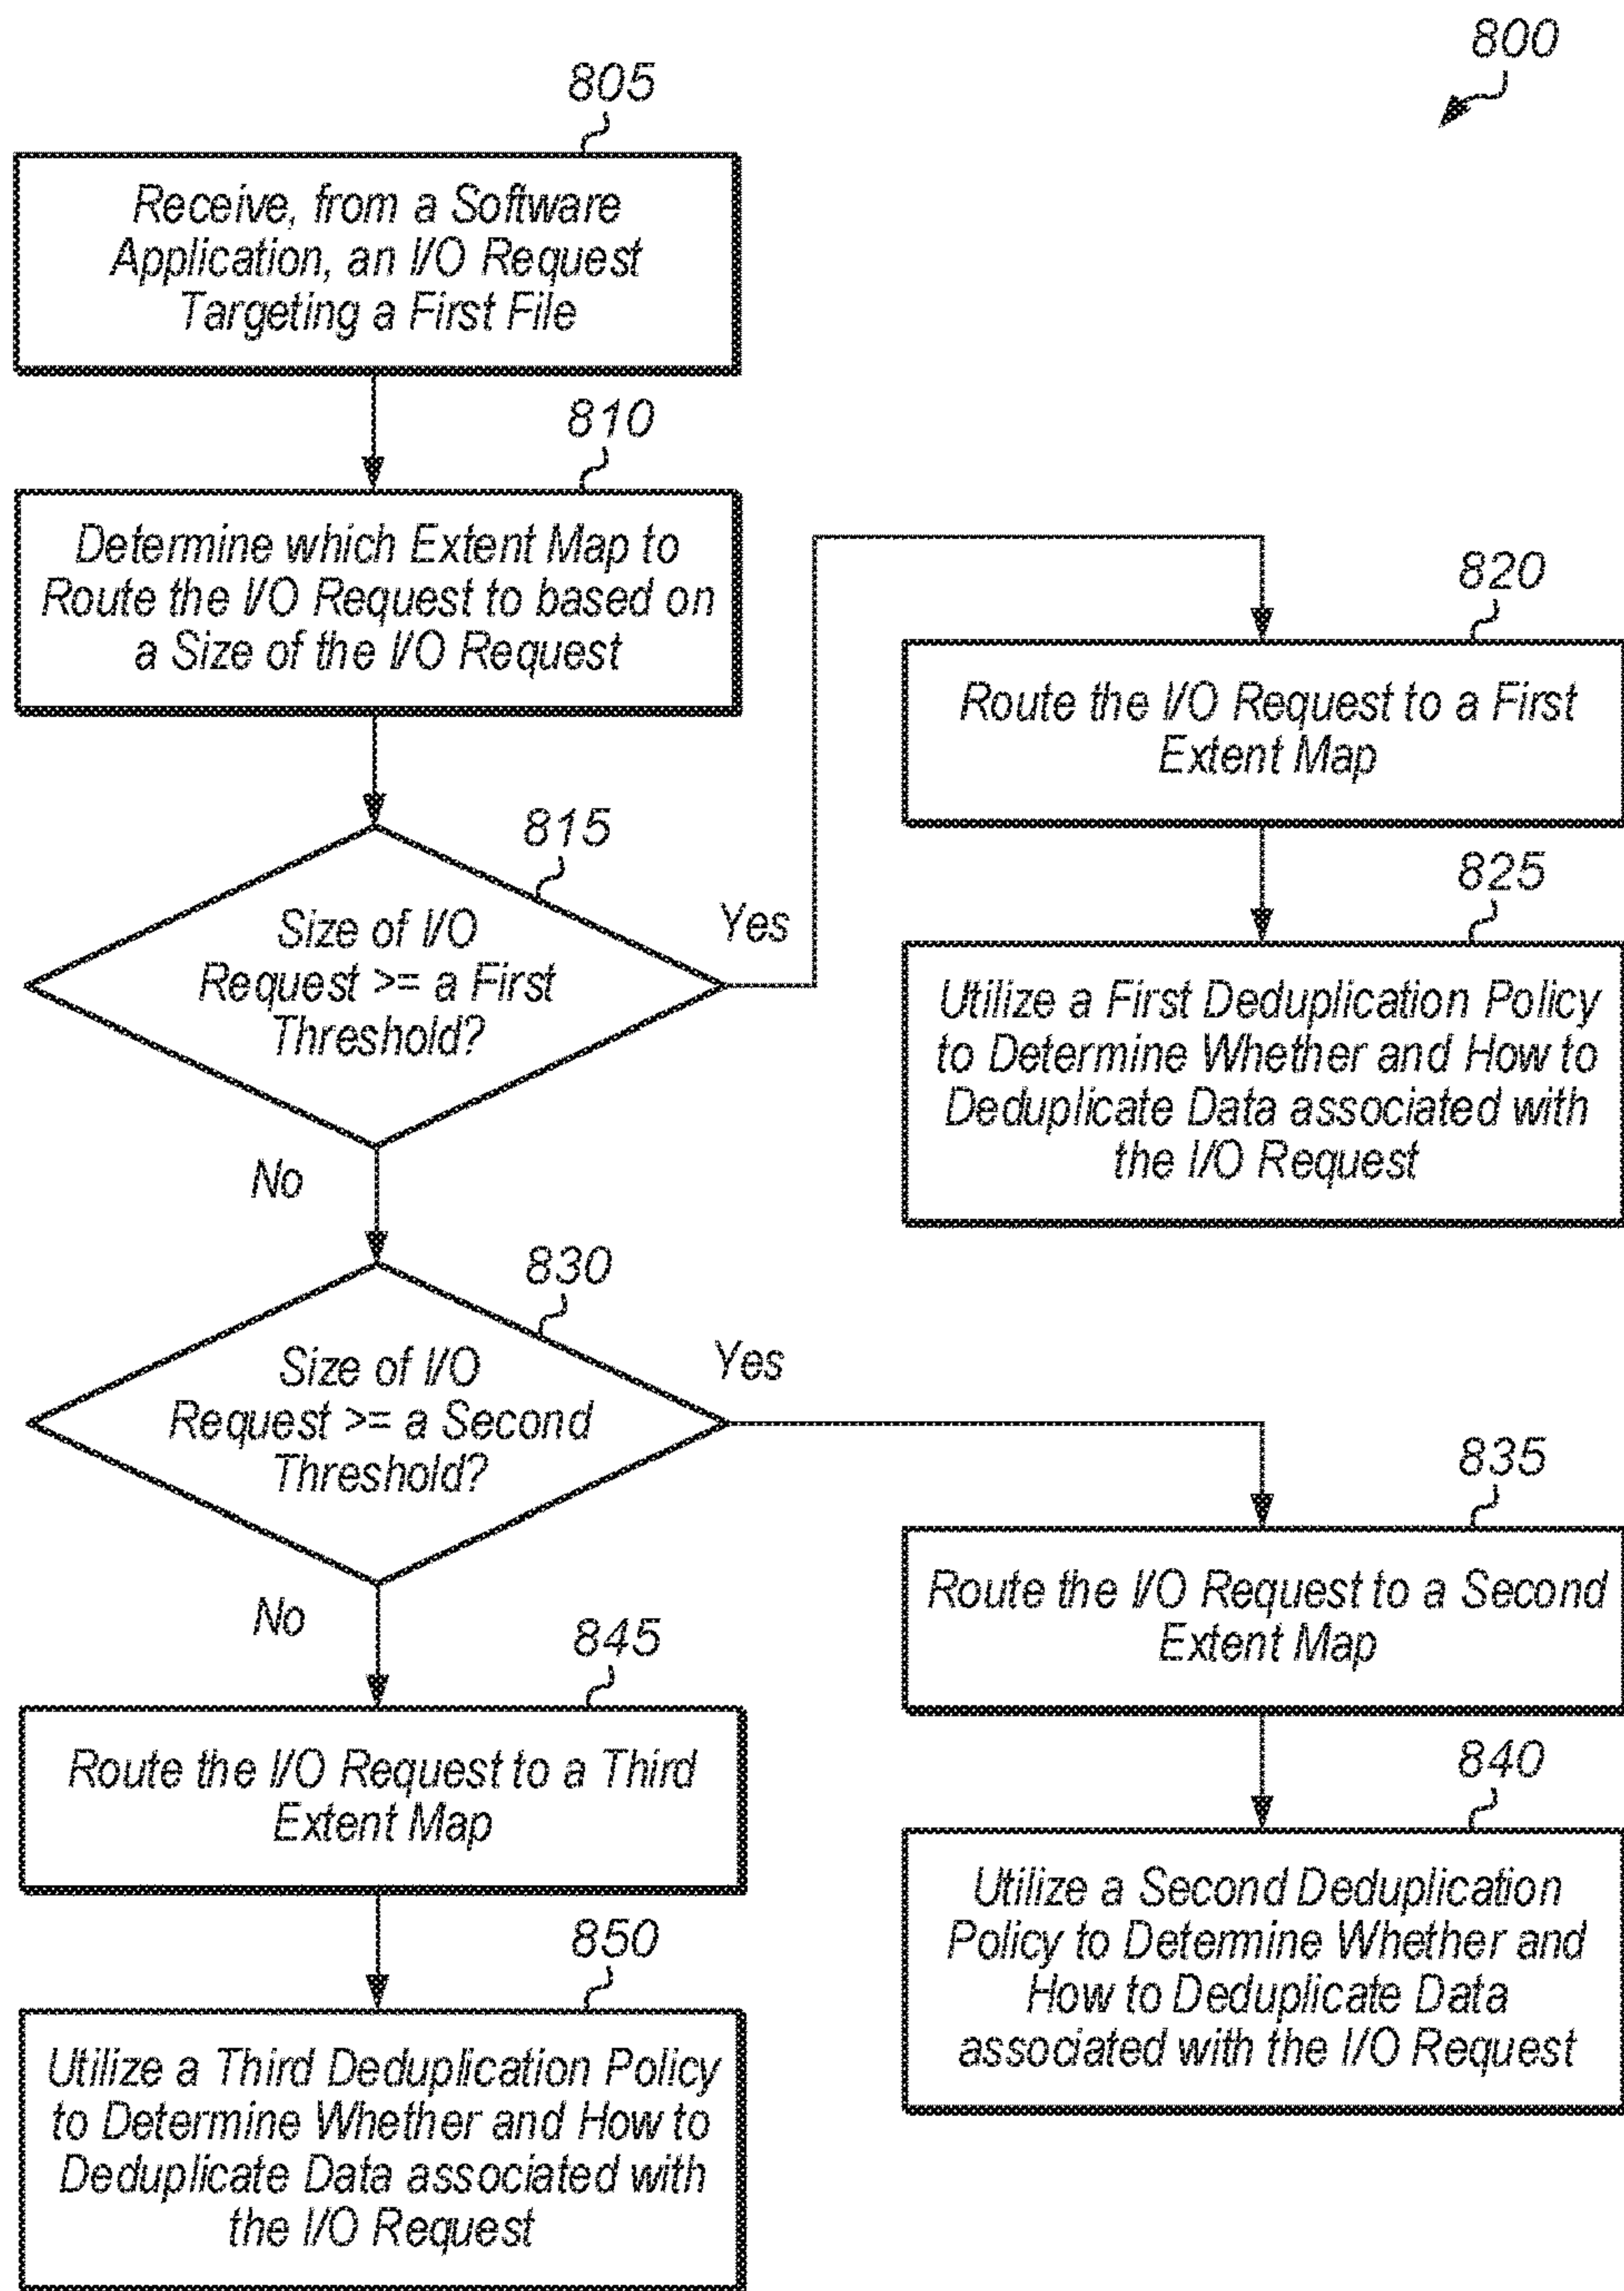 800
805
Receive, from a Software
Application, an I/O Request
Targeting a First File
810
Determine which Extent Map to
Route the I/O Request to based on
a Size of the I/O Request
815
Size of I/O
Request >= a First
Threshold?
Yes
No
820
Route the I/O Request to a First
Extent Map
825
Utilize a First Deduplication Policy
to Determine Whether and How to
Deduplicate Data associated with
the I/O Request
830
Size of I/O
Request >= a Second
Threshold?
Yes
No
835
Route the I/O Request to a Second
Extent Map
840
Utilize a Second Deduplication
Policy to Determine Whether and
How to Deduplicate Data
associated with the I/O Request
845
Route the I/O Request to a Third
Extent Map
850
Utilize a Third Deduplication Policy
to Determine Whether and How to
Deduplicate Data associated with
the I/O Request